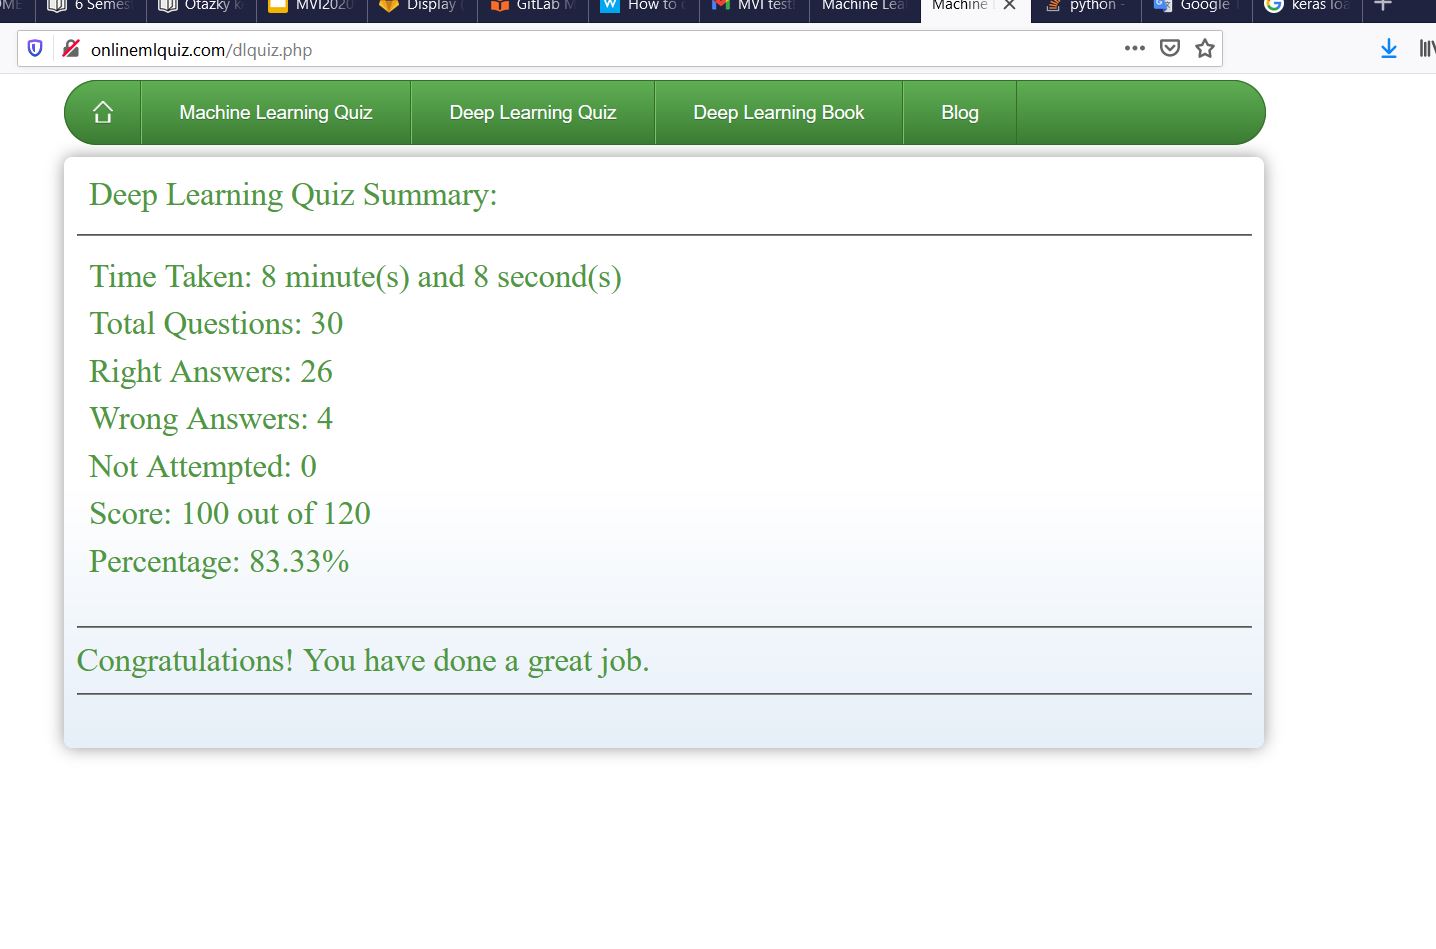 6 Semes Otázky k MVI2020 Display GitLab M How to MVI test Machine Lea Machine python - Google keras loa
onlinemlquiz.com/dlquiz.php
Machine Learning Quiz Deep Learning Quiz Deep Learning Book Blog
Deep Learning Quiz Summary:
Time Taken: 8 minute(s) and 8 second(s)
Total Questions: 30
Right Answers: 26
Wrong Answers: 4
Not Attempted: 0
Score: 100 out of 120
Percentage: 83.33%
Congratulations! You have done a great job.